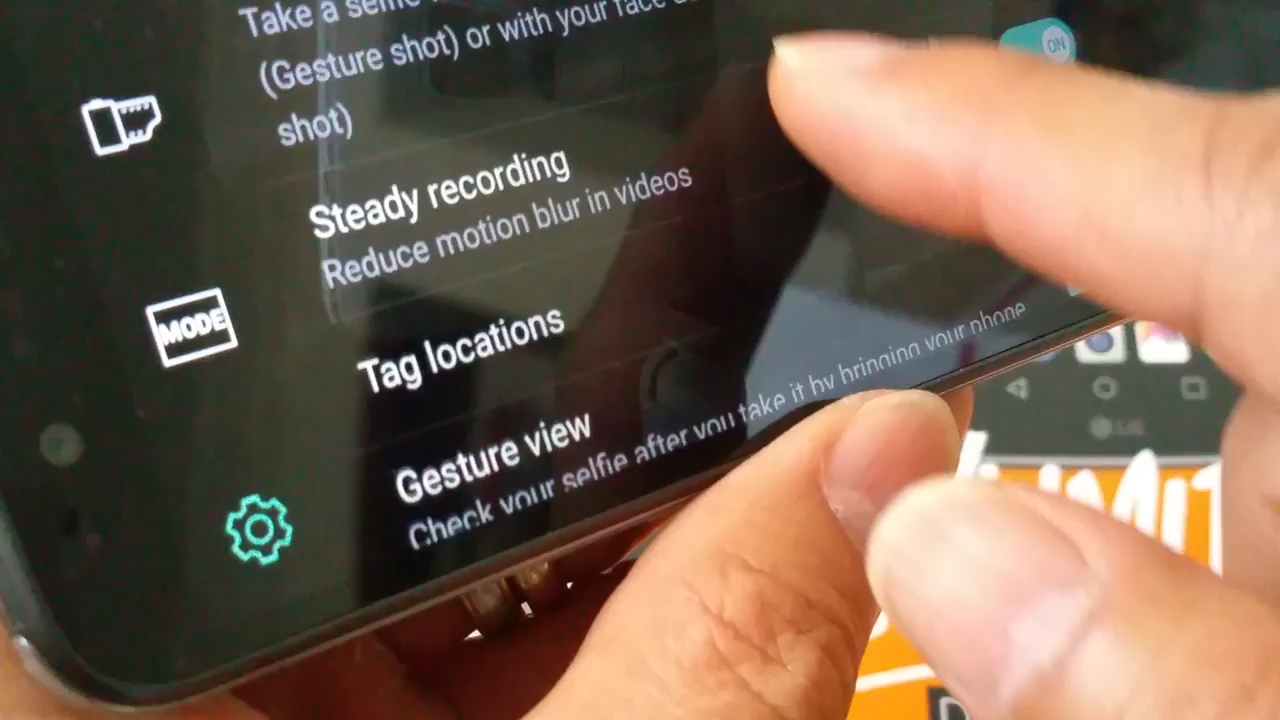 Take a selfie
(Gesture shot) or with your face
shot)
ON
Steady recording
Reduce motion blur in videos
MODE
Tag locations
Gesture view
Check your selfie after you take it by bringing your phone